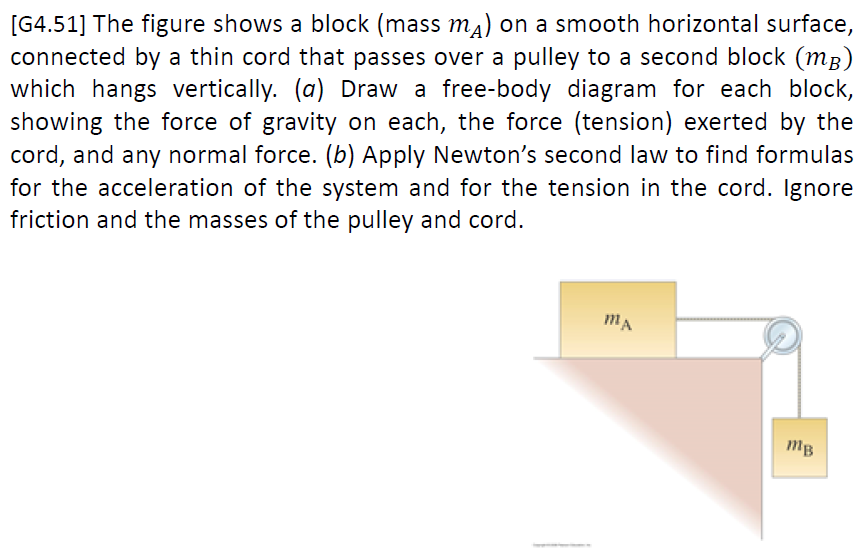 [G4.51] The figure shows a block (mass m_A) on a smooth horizontal surface,
connected by a thin cord that passes over a pulley to a second block (m_B)
which hangs vertically. (a) Draw a free-body diagram for each block,
showing the force of gravity on each, the force (tension) exerted by the
cord, and any normal force. (b) Apply Newton’s second law to find formulas
for the acceleration of the system and for the tension in the cord. Ignore
friction and the masses of the pulley and cord.
m_A
m_B